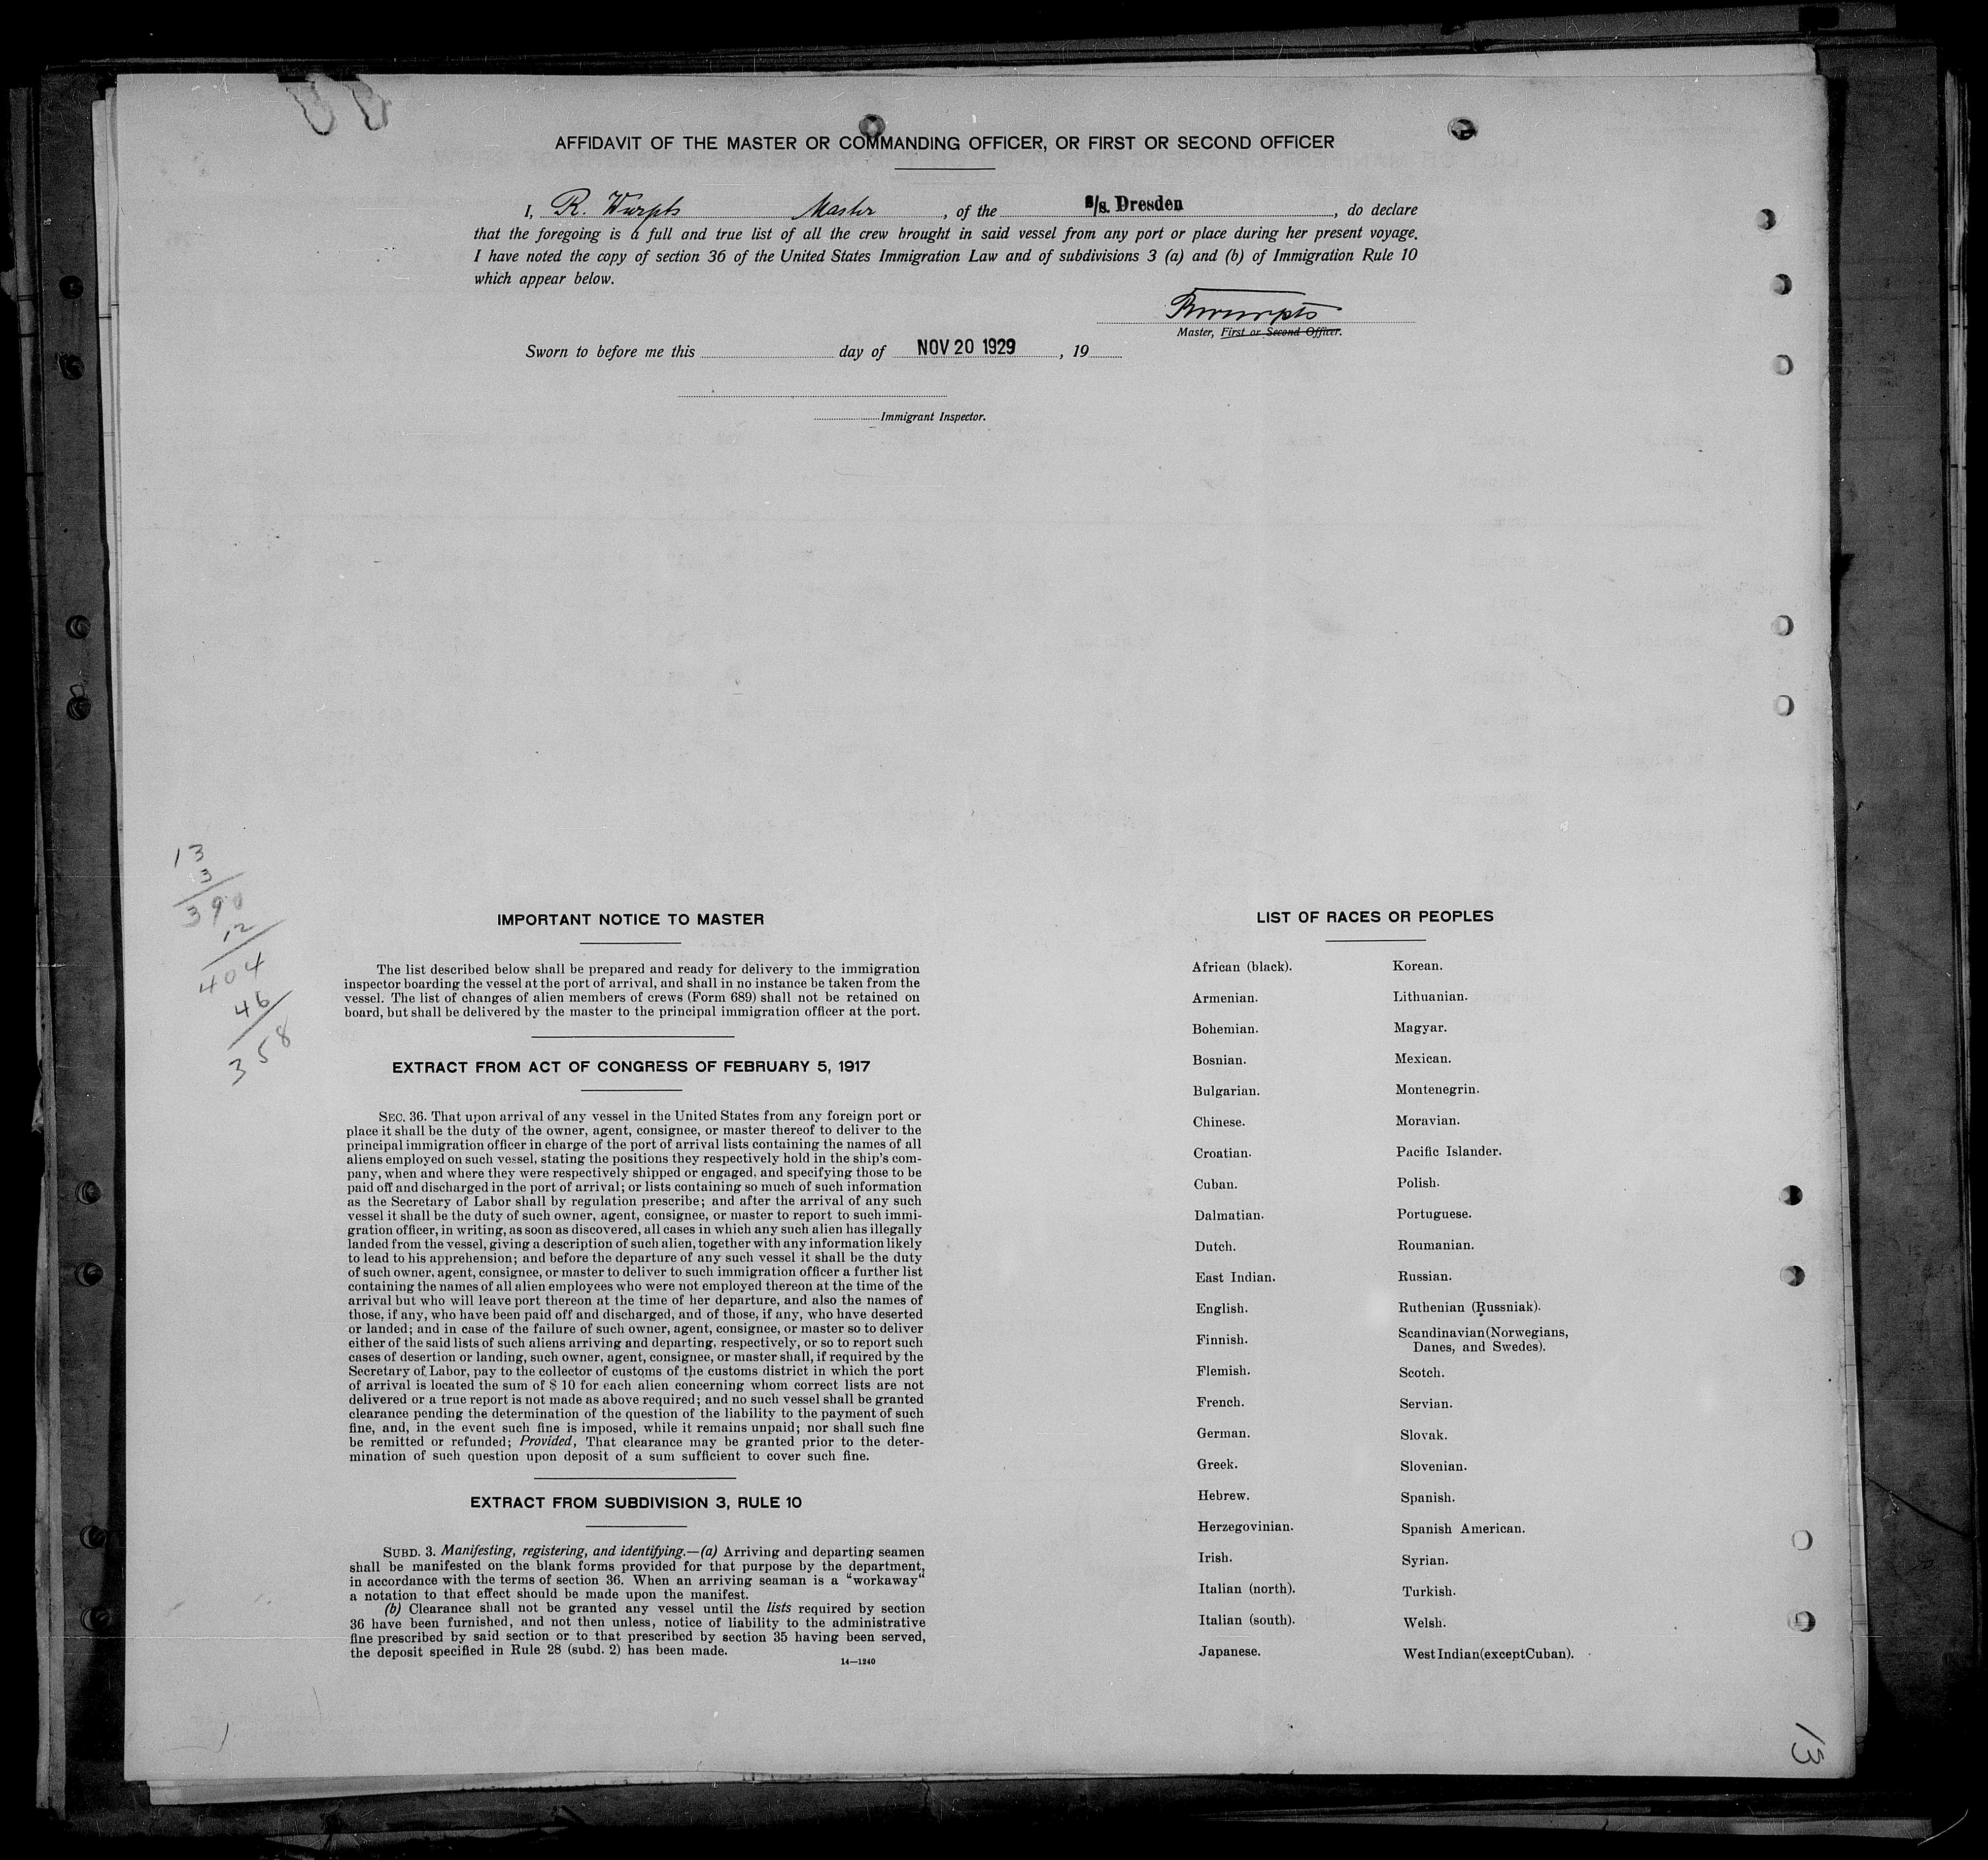 AFFIDAVIT OF THE MASTER OR COMMANDING OFFICER, OR FIRST OR SECOND OFFICER
I, R. Wurpts Master, of the S/S. Dresden, do declare
that the foregoing is a full and true list of all the crew brought in said vessel from any port or place during her present voyage.
I have noted the copy of section 36 of the United States Immigration Law and of subdivisions 3 (a) and (b) of Immigration Rule 10
which appear below.
RWurpts
Master, First or Second Officer.
Sworn to before me this day of NOV 20 1929, 19
Immigrant Inspector.
13
3
390
12
404
46
358
IMPORTANT NOTICE TO MASTER
The list described below shall be prepared and ready for delivery to the immigration
inspector boarding the vessel at the port of arrival, and shall in no instance be taken from the
vessel. The list of changes of alien members of crews (Form 689) shall not be retained on
board, but shall be delivered by the master to the principal immigration officer at the port.
EXTRACT FROM ACT OF CONGRESS OF FEBRUARY 5, 1917
SEC. 36. That upon arrival of any vessel in the United States from any foreign port or
place it shall be the duty of the owner, agent, consignee, or master thereof to deliver to the
principal immigration officer in charge of the port of arrival lists containing the names of all
aliens employed on such vessel, stating the positions they respectively hold in the ship's com-
pany, when and where they were respectively shipped or engaged. and specifying those to be
paid off and discharged in the port of arrival; or lists containing so much of such information
as the Secretary of Labor shall by regulation prescribe; and after the arrival of any such
vessel it shall be the duty of such owner, agent, consignee, or master to report to such immi-
gration officer, in writing, as soon as discovered, all cases in which any such alien has illegally
landed from the vessel, giving a description of such alien, together with any information likely
to lead to his apprehension; and before the departure of any such vessel it shall be the duty
of such owner, agent, consignee, or master to deliver to such immigration officer a further list
containing the names of all alien employees who were not employed thereon at the time of the
arrival but who will leave port thereon at the time of her departure, and also the names of
those, if any, who have been paid off and discharged, and of those, if any, who have deserted
or landed; and in case of the failure of such owner, agent, consignee, or master so to deliver
either of the said lists of such aliens arriving and departing, respectively, or so to report such
cases of desertion or landing, such owner, agent, consignee, or master shall, if required by the
Secretary of Labor, pay to the collector of customs of the customs district in which the port
of arrival is located the sum of $ 10 for each alien concerning whom correct lists are not
delivered or a true report is not made as above required; and no such vessel shall be granted
clearance pending the determination of the question of the liability to the payment of such
fine, and, in the event such fine is imposed, while it remains unpaid; nor shall such fine
be remitted or refunded; Provided, That clearance may be granted prior to the deter-
mination of such question upon deposit of a sum sufficient to cover such fine.
EXTRACT FROM SUBDIVISION 3, RULE 10
SUBD. 3. Manifesting, registering, and identifying.—(a) Arriving and departing seamen
shall be manifested on the blank forms provided for that purpose by the department,
in accordance with the terms of section 36. When an arriving seaman is a "workaway"
a notation to that effect should be made upon the manifest.
(b) Clearance shall not be granted any vessel until the lists required by section
36 have been furnished, and not then unless, notice of liability to the administrative
fine prescribed by said section or to that prescribed by section 35 having been served,
the deposit specified in Rule 28 (subd. 2) has been made.
14—1240
LIST OF RACES OR PEOPLES
African (black).
Armenian.
Bohemian.
Bosnian.
Bulgarian.
Chinese.
Croatian.
Cuban.
Dalmatian.
Dutch.
East Indian.
English.
Finnish.
Flemish.
French.
German.
Greek.
Hebrew.
Herzegovinian.
Irish.
Italian (north).
Italian (south).
Japanese.
Korean.
Lithuanian.
Magyar.
Mexican.
Montenegrin.
Moravian.
Pacific Islander.
Polish.
Portuguese.
Roumanian.
Russian.
Ruthenian (Russniak).
Scandinavian(Norwegians,
Danes, and Swedes).
Scotch.
Servian.
Slovak.
Slovenian.
Spanish.
Spanish American.
Syrian.
Turkish.
Welsh.
West Indian(except Cuban).
13